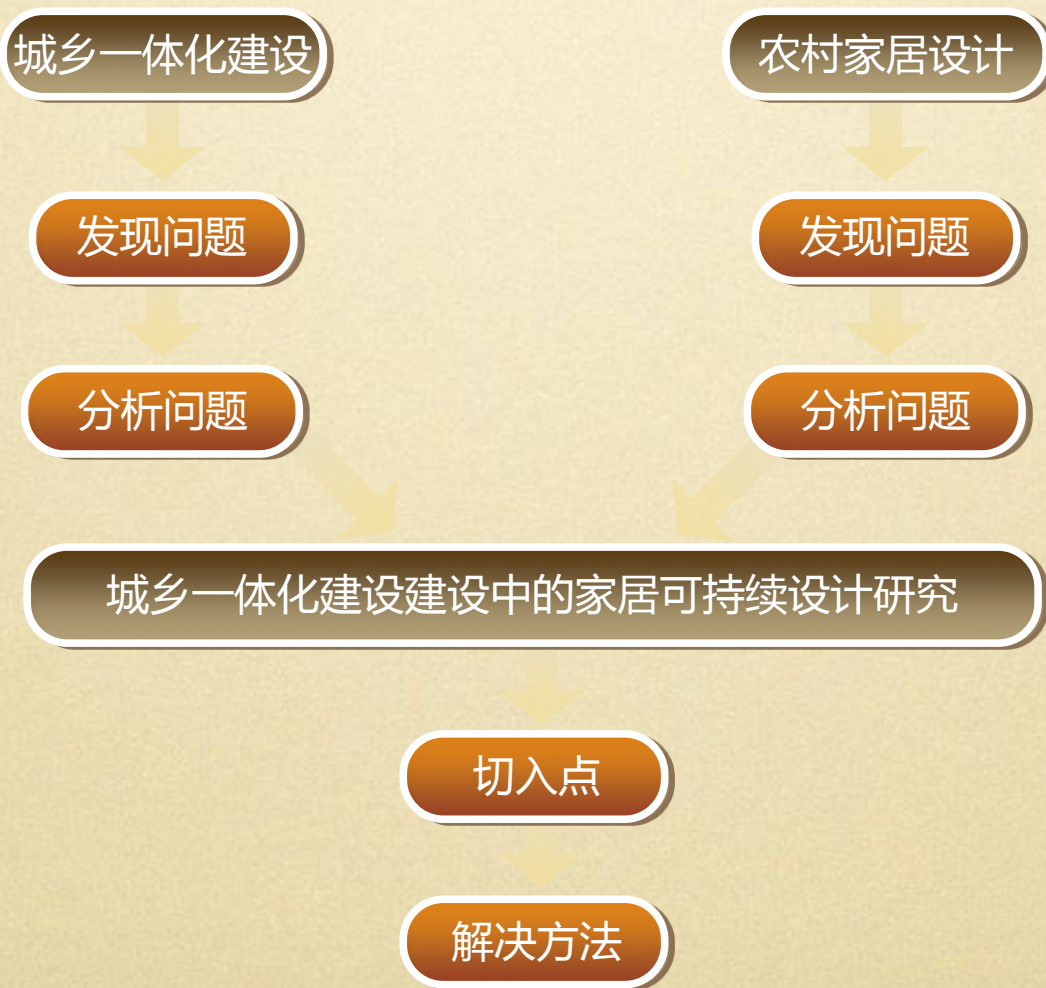 城乡一体化建设
农村家居设计
发现问题
发现问题
分析问题
分析问题
城乡一体化建设建设中的家居可持续设计研究
切入点
解决方法